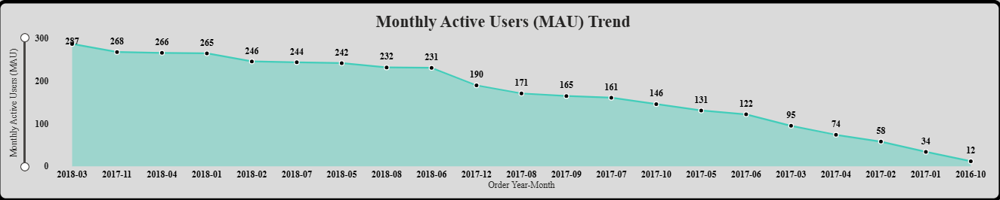 Monthly Active Users (MAU) Trend
Monthly Active Users (MAU)
300
200
100
0
287 268 266 265 246 244 242 232 231 190 171 165 161 146 131 122 95 74 58 34 12
2018-03 2017-11 2018-04 2018-01 2018-02 2018-07 2018-05 2018-08 2018-06 2017-12 2017-08 2017-09 2017-07 2017-10 2017-05 2017-06 2017-03 2017-04 2017-02 2017-01 2016-10
Order Year-Month